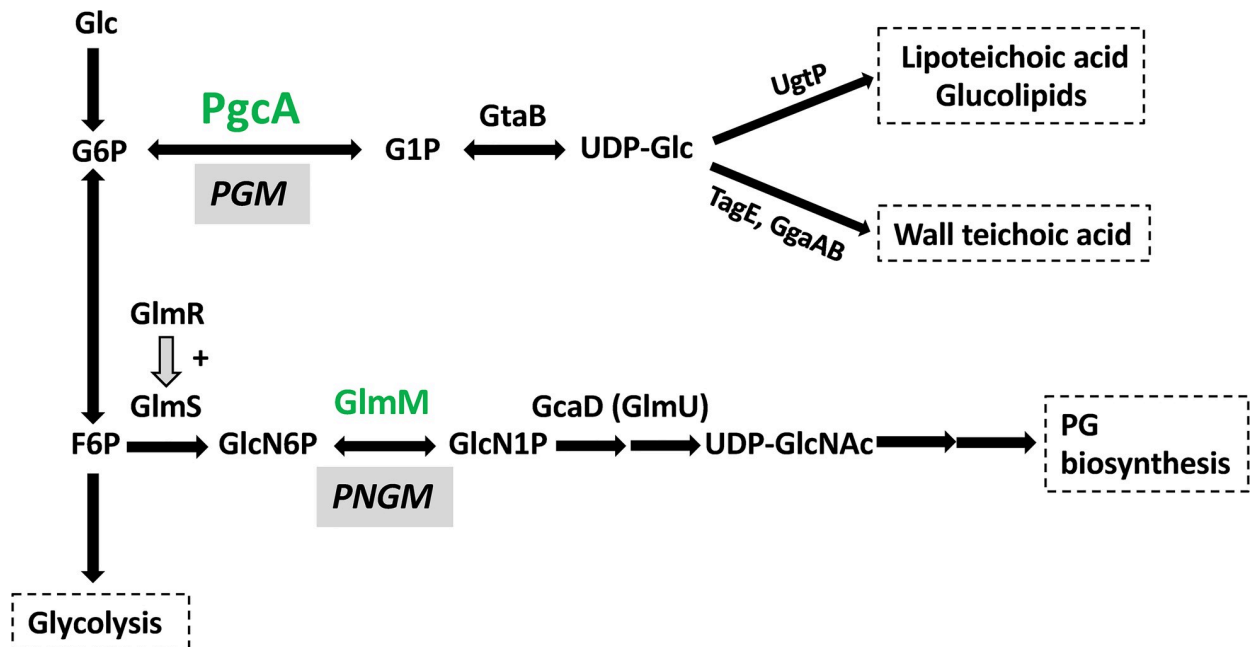 Glc
PgcA
GtaB
UgtP
Lipoteichoic acid
Glucolipids
G6P
G1P
UDP-Glc
PGM
TagE, GgaAB
Wall teichoic acid
GlmR
+
GlmS
GlmM
GcaD (GlmU)
F6P
GlcN6P
GlcN1P
UDP-GlcNAc
PG
biosynthesis
PNGM
Glycolysis